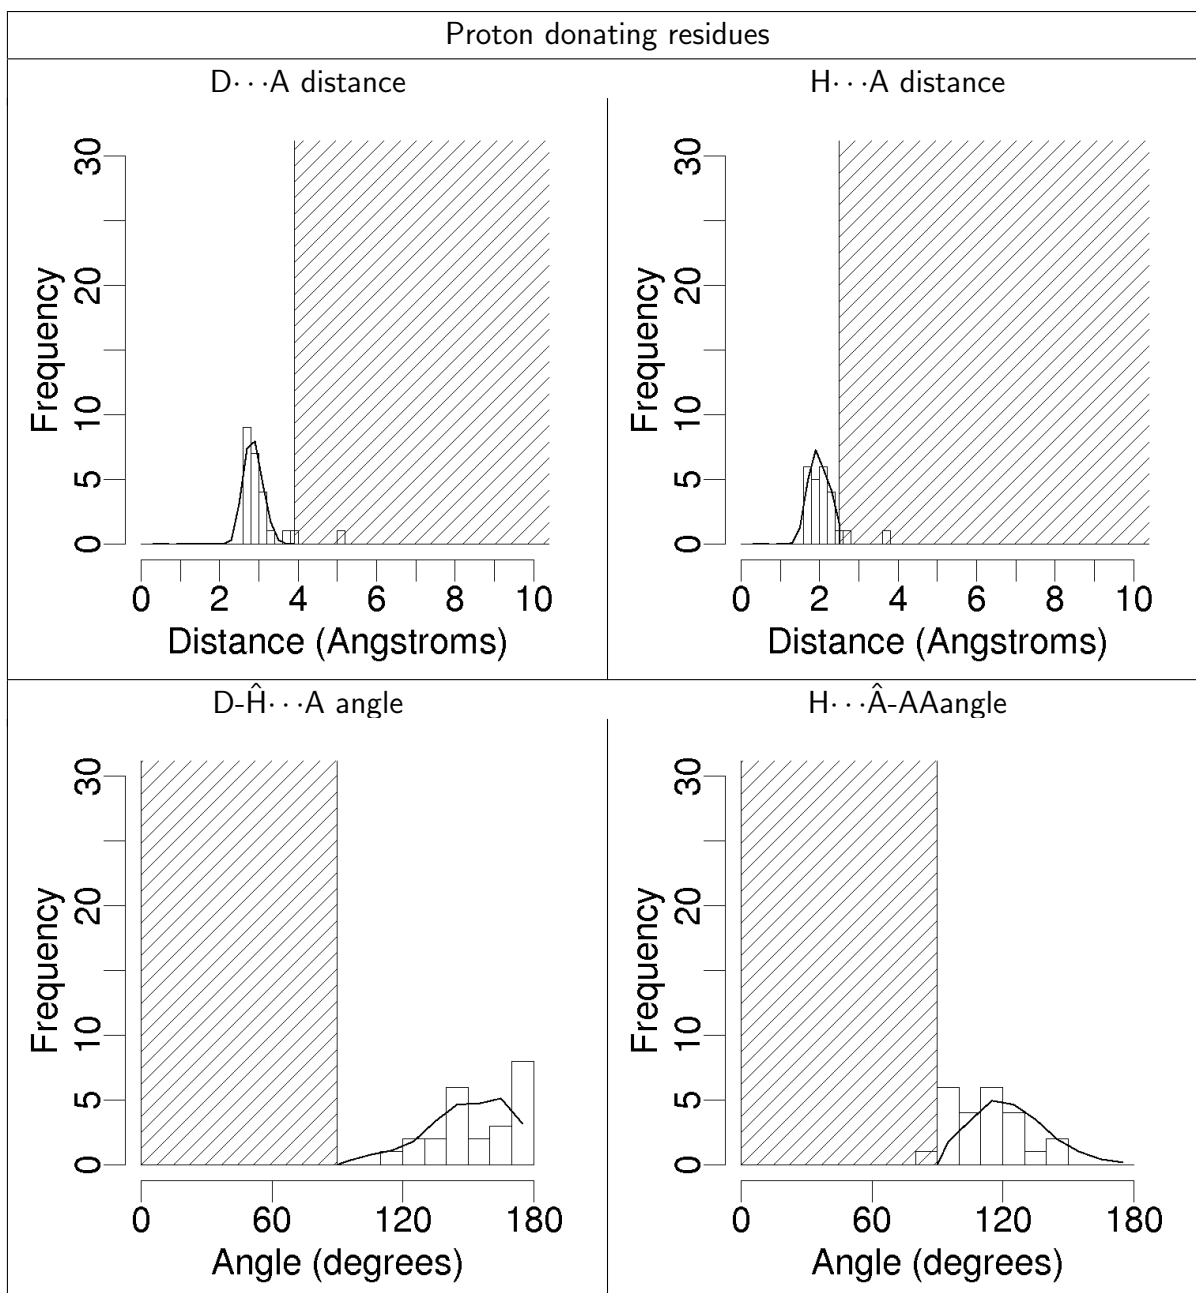 Proton donating residues
D···A distance
H···A distance
Frequency
0 5 10 20 30
0 2 4 6 8 10
Distance (Angstroms)
Frequency
0 5 10 20 30
0 2 4 6 8 10
Distance (Angstroms)
D-Ĥ···A angle
H···Â-AAangle
Frequency
0 5 10 20 30
0 60 120 180
Angle (degrees)
Frequency
0 5 10 20 30
0 60 120 180
Angle (degrees)